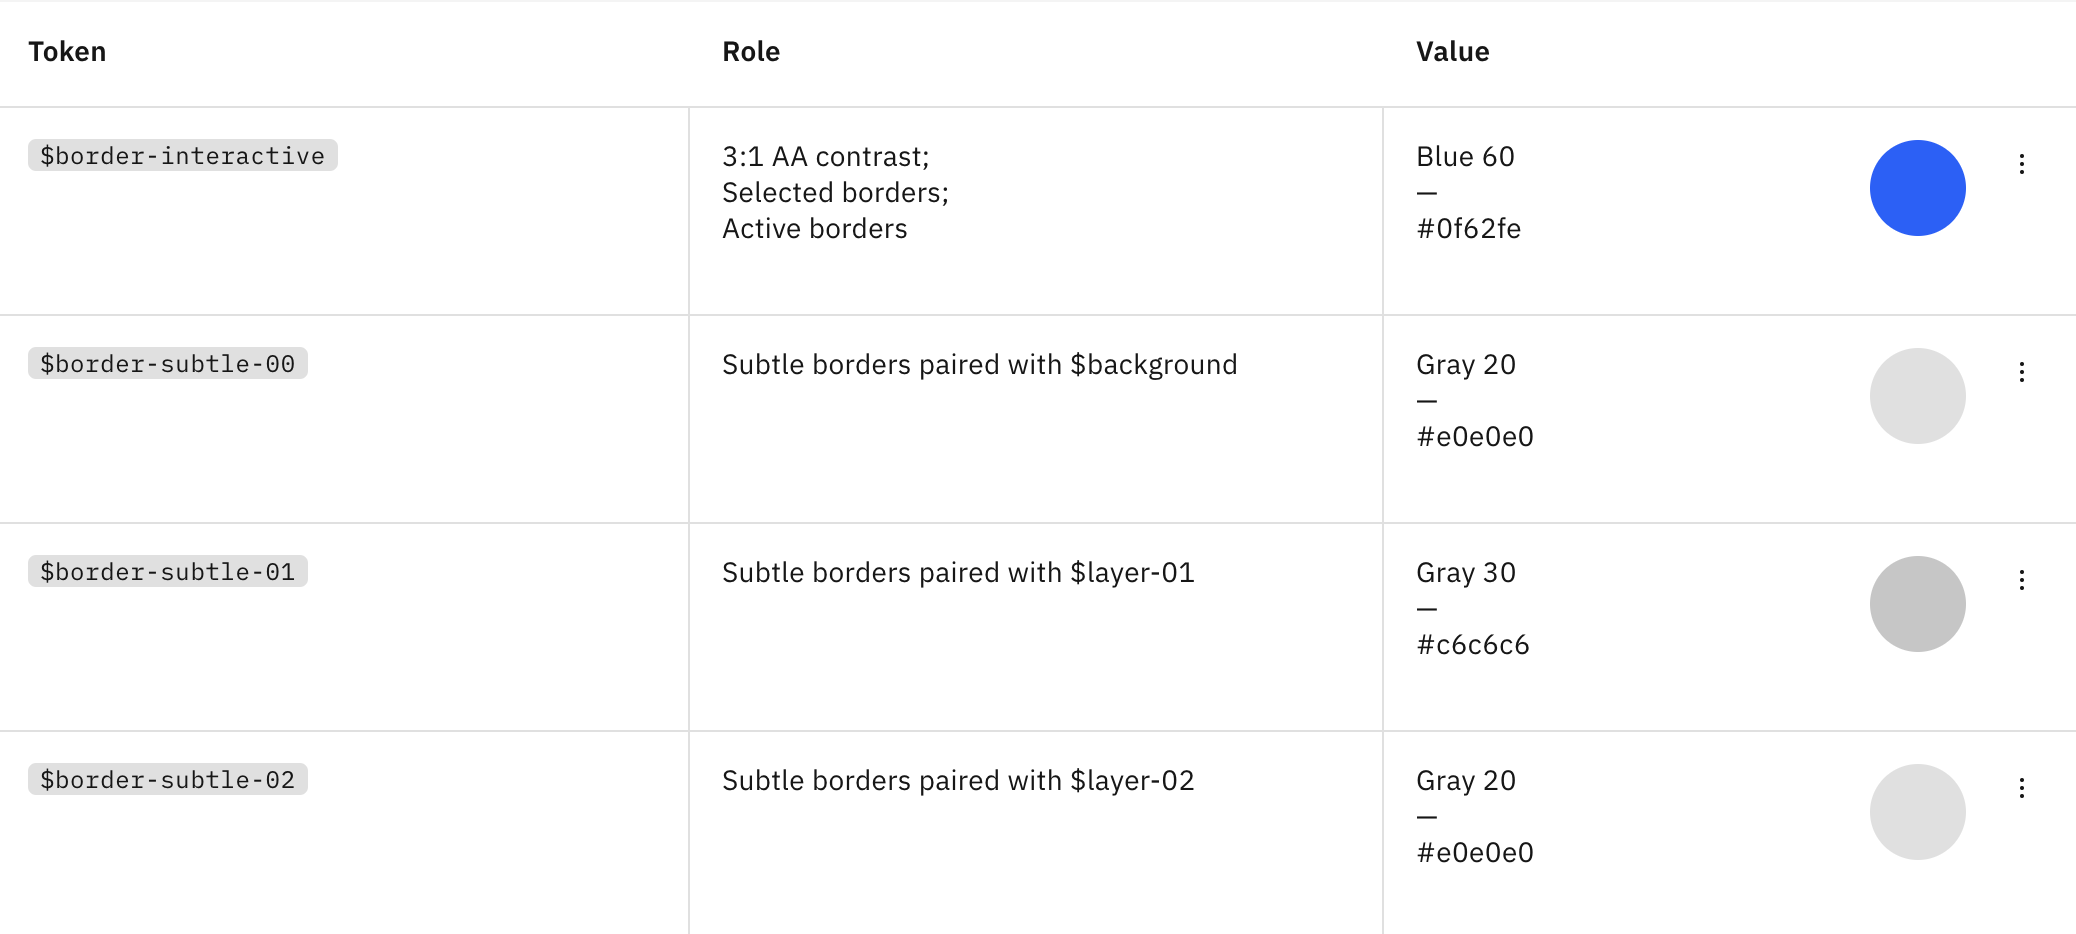 Token
Role
Value
$border-interactive
3:1 AA contrast;
Selected borders;
Active borders
Blue 60
—
#0f62fe
$border-subtle-00
Subtle borders paired with $background
Gray 20
—
#e0e0e0
$border-subtle-01
Subtle borders paired with $layer-01
Gray 30
—
#c6c6c6
$border-subtle-02
Subtle borders paired with $layer-02
Gray 20
—
#e0e0e0